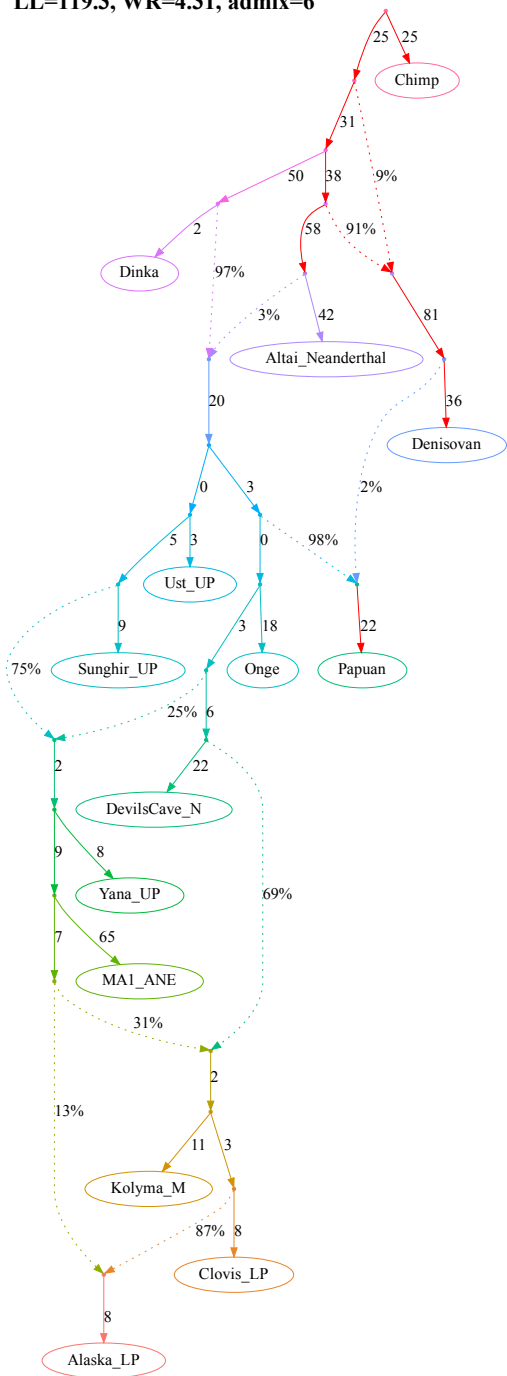 LL=119.3, WR=4.31, admix=6
25 25
Chimp
31
50 38 9%
2 58 91%
Dinka 97%
3% 42 81
Altai_Neanderthal
20 36
Denisovan
0 3 2%
5 3 0 98%
Ust_UP
9 3 18 22
75% Sunghir_UP Onge Papuan
25% 6
2 22
DevilsCave_N
9 8
Yana_UP 69%
7 65
MA1_ANE
31%
2
13%
11 3
Kolyma_M
87% 8
Clovis_LP
8
Alaska_LP